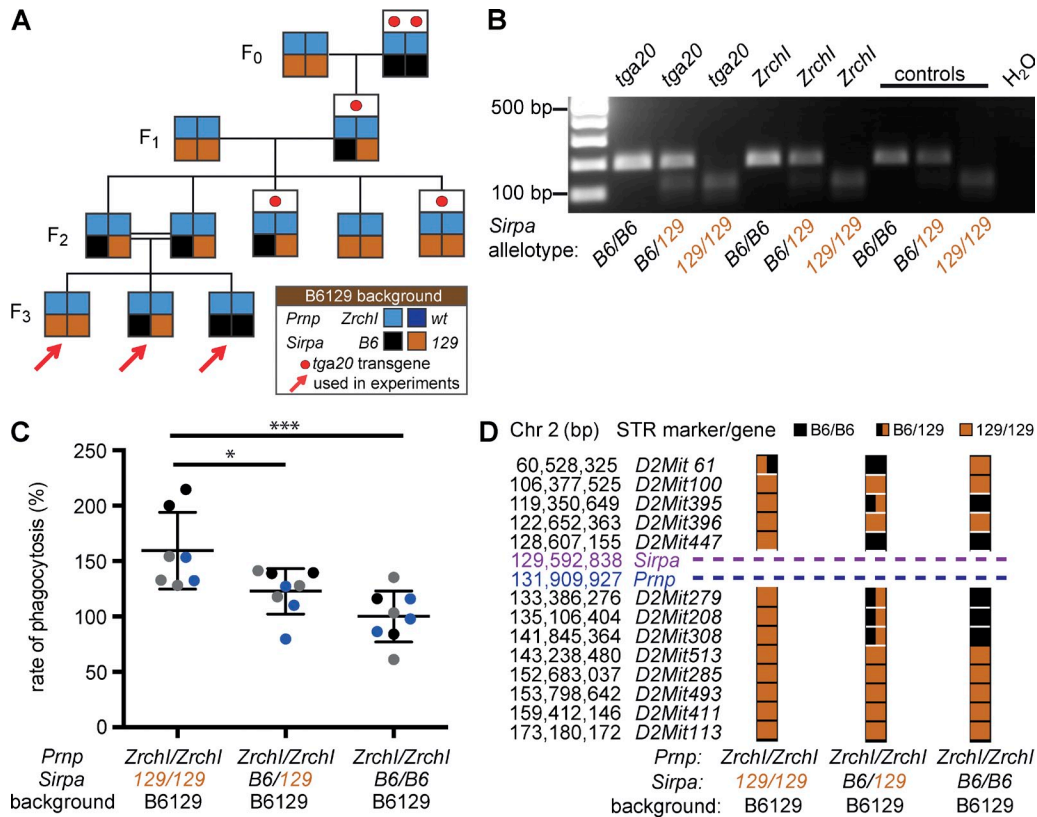 A
F0
F1
F2
F3
B6129 background
Prnp ZrchI wt
Sirpa B6 129
tga20 transgene
used in experiments
B
tga20 tga20 tga20 ZrchI ZrchI ZrchI controls H2O
500 bp
100 bp
Sirpa
allelotype:
B6/B6 B6/129 129/129 B6/B6 B6/129 129/129 B6/B6 B6/129 129/129
C
***
*
rate of phagocytosis (%)
250
200
150
100
50
0
Prnp ZrchI/ZrchI ZrchI/ZrchI ZrchI/ZrchI
Sirpa 129/129 B6/129 B6/B6
background B6129 B6129 B6129
D Chr 2 (bp) STR marker/gene B6/B6 B6/129 129/129
60,528,325 D2Mit 61
106,377,525 D2Mit100
119,350,649 D2Mit395
122,652,363 D2Mit396
128,607,155 D2Mit447
129,592,838 Sirpa
131,909,927 Prnp
133,386,276 D2Mit279
135,106,404 D2Mit208
141,845,364 D2Mit308
143,238,480 D2Mit513
152,683,037 D2Mit285
153,798,642 D2Mit493
159,412,146 D2Mit411
173,180,172 D2Mit113
Prnp: ZrchI/ZrchI ZrchI/ZrchI ZrchI/ZrchI
Sirpa: 129/129 B6/129 B6/B6
background: B6129 B6129 B6129